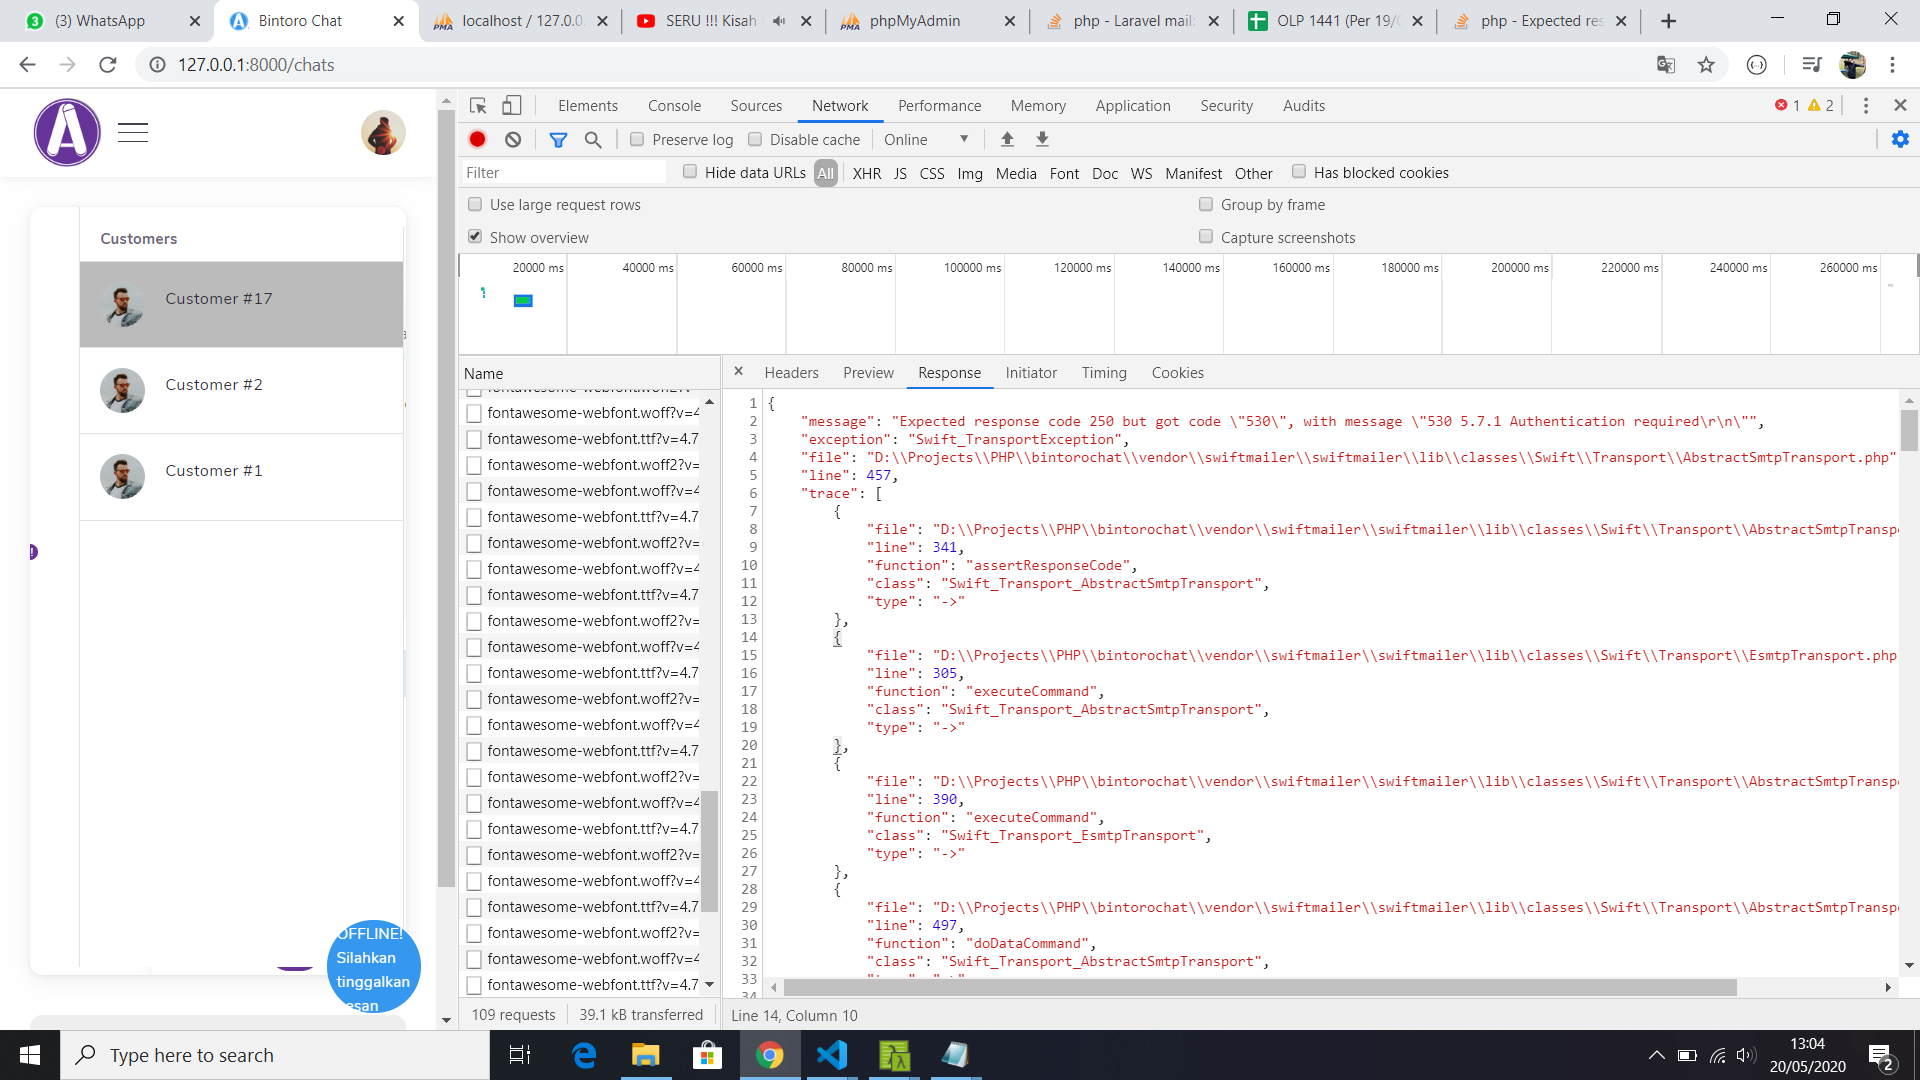 (3) WhatsApp
Bintoro Chat
localhost / 127.0.0.
SERU !!! Kisah
phpMyAdmin
php - Laravel mail:
OLP 1441 (Per 19/
php - Expected res
127.0.0.1:8000/chats
Elements
Console
Sources
Network
Performance
Memory
Application
Security
Audits
1
2
Preserve log
Disable cache
Online
Filter
Hide data URLs
All
XHR
JS
CSS
Img
Media
Font
Doc
WS
Manifest
Other
Has blocked cookies
Use large request rows
Group by frame
Show overview
Capture screenshots
20000 ms
40000 ms
60000 ms
80000 ms
100000 ms
120000 ms
140000 ms
160000 ms
180000 ms
200000 ms
220000 ms
240000 ms
260000 ms
Customers
Customer #17
Customer #2
Customer #1
OFFLINE!
Silahkan
tinggalkan
Name
fontawesome-webfont.woff?v=4
fontawesome-webfont.ttf?v=4.7
fontawesome-webfont.woff2?v=
fontawesome-webfont.woff?v=4
fontawesome-webfont.ttf?v=4.7
fontawesome-webfont.woff2?v=
fontawesome-webfont.woff?v=4
fontawesome-webfont.ttf?v=4.7
fontawesome-webfont.woff2?v=
fontawesome-webfont.woff?v=4
fontawesome-webfont.ttf?v=4.7
fontawesome-webfont.woff2?v=
fontawesome-webfont.woff?v=4
fontawesome-webfont.ttf?v=4.7
fontawesome-webfont.woff2?v=
fontawesome-webfont.woff?v=4
fontawesome-webfont.ttf?v=4.7
fontawesome-webfont.woff2?v=
fontawesome-webfont.woff?v=4
fontawesome-webfont.ttf?v=4.7
fontawesome-webfont.woff2?v=
fontawesome-webfont.woff?v=4
fontawesome-webfont.ttf?v=4.7
109 requests
39.1 kB transferred
Headers
Preview
Response
Initiator
Timing
Cookies
1 {
2 "message": "Expected response code 250 but got code \"530\", with message \"530 5.7.1 Authentication required\r\n\"",
3 "exception": "Swift_TransportException",
4 "file": "D:\\Projects\\PHP\\bintorochat\\vendor\\swiftmailer\\swiftmailer\\lib\\classes\\Swift\\Transport\\AbstractSmtpTransport.php"
5 "line": 457,
6 "trace": [
7 {
8 "file": "D:\\Projects\\PHP\\bintorochat\\vendor\\swiftmailer\\swiftmailer\\lib\\classes\\Swift\\Transport\\AbstractSmtpTransp
9 "line": 341,
10 "function": "assertResponseCode",
11 "class": "Swift_Transport_AbstractSmtpTransport",
12 "type": "->"
13 },
14 {
15 "file": "D:\\Projects\\PHP\\bintorochat\\vendor\\swiftmailer\\swiftmailer\\lib\\classes\\Swift\\Transport\\EsmtpTransport.php
16 "line": 305,
17 "function": "executeCommand",
18 "class": "Swift_Transport_AbstractSmtpTransport",
19 "type": "->"
20 },
21 {
22 "file": "D:\\Projects\\PHP\\bintorochat\\vendor\\swiftmailer\\swiftmailer\\lib\\classes\\Swift\\Transport\\AbstractSmtpTransp
23 "line": 390,
24 "function": "executeCommand",
25 "class": "Swift_Transport_EsmtpTransport",
26 "type": "->"
27 },
28 {
29 "file": "D:\\Projects\\PHP\\bintorochat\\vendor\\swiftmailer\\swiftmailer\\lib\\classes\\Swift\\Transport\\AbstractSmtpTransp
30 "line": 497,
31 "function": "doDataCommand",
32 "class": "Swift_Transport_AbstractSmtpTransport",
33
34
Line 14, Column 10
Type here to search
13:04
20/05/2020
2